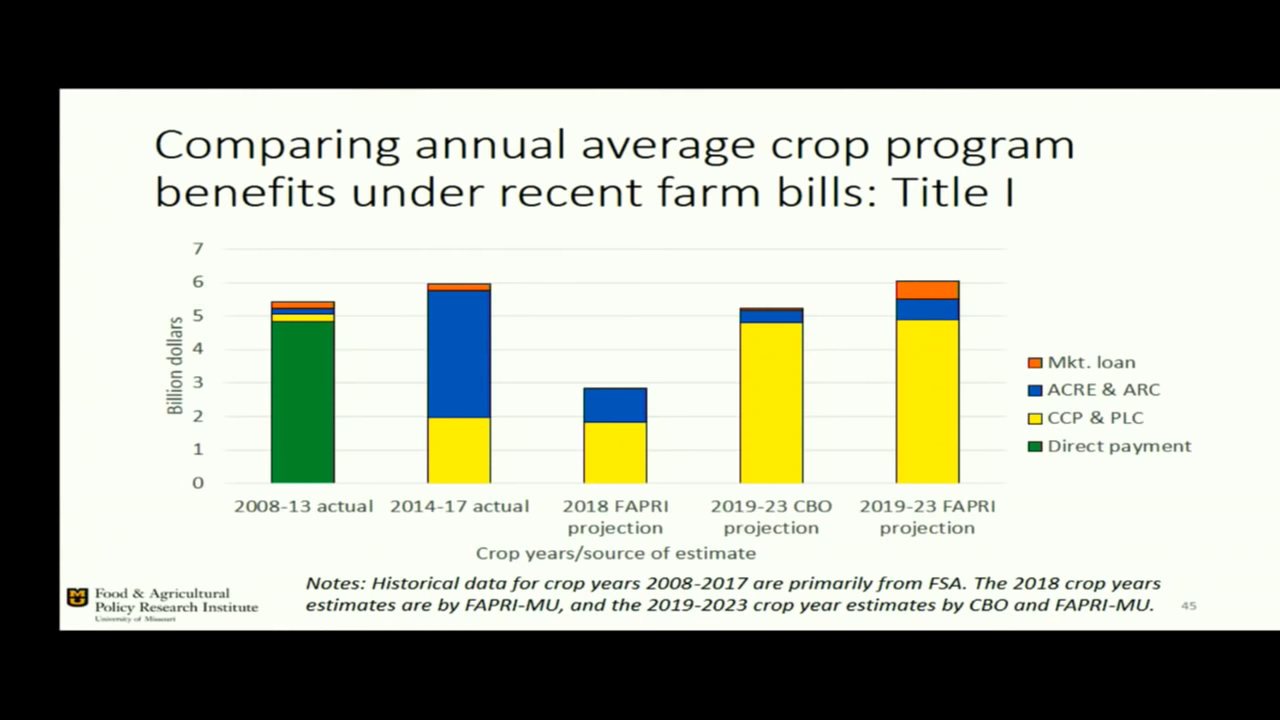 Comparing annual average crop program
benefits under recent farm bills: Title I
Billion dollars
7
6
5
4
3
2
1
0
2008-13 actual
2014-17 actual
2018 FAPRI
projection
2019-23 CBO
projection
2019-23 FAPRI
projection
Crop years/source of estimate
Mkt. loan
ACRE & ARC
CCP & PLC
Direct payment
Food & Agricultural
Policy Research Institute
University of Missouri
Notes: Historical data for crop years 2008-2017 are primarily from FSA. The 2018 crop years
estimates are by FAPRI-MU, and the 2019-2023 crop year estimates by CBO and FAPRI-MU.
45